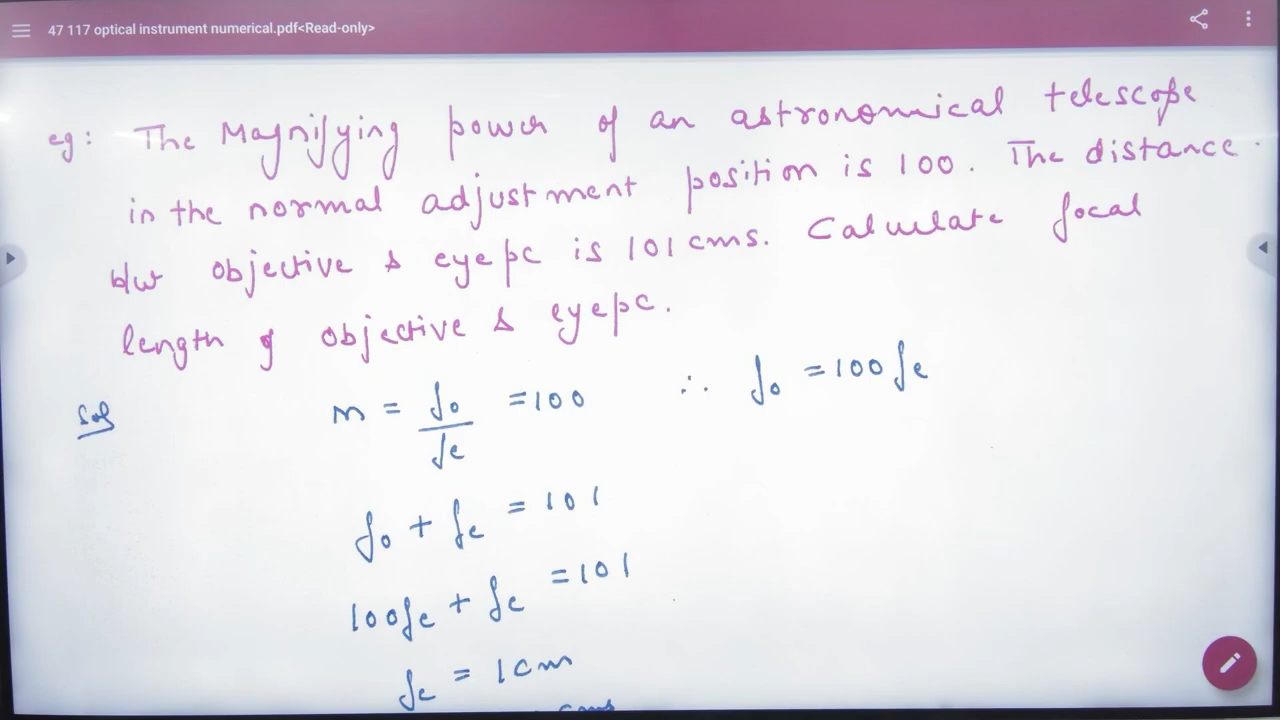 47 117 optical instrument numerical.pdf<Read-only>
eg: The Magnifying power of an astronomical telescope
in the normal adjustment position is 100. The distance
b/w objective & eyepc is 101 cms. Calculate focal
length of objective & eyepc.
Sol m = fo/fe = 100 ∴ fo = 100 fe
fo + fe = 101
100fe + fe = 101
fe = 1cm
cms